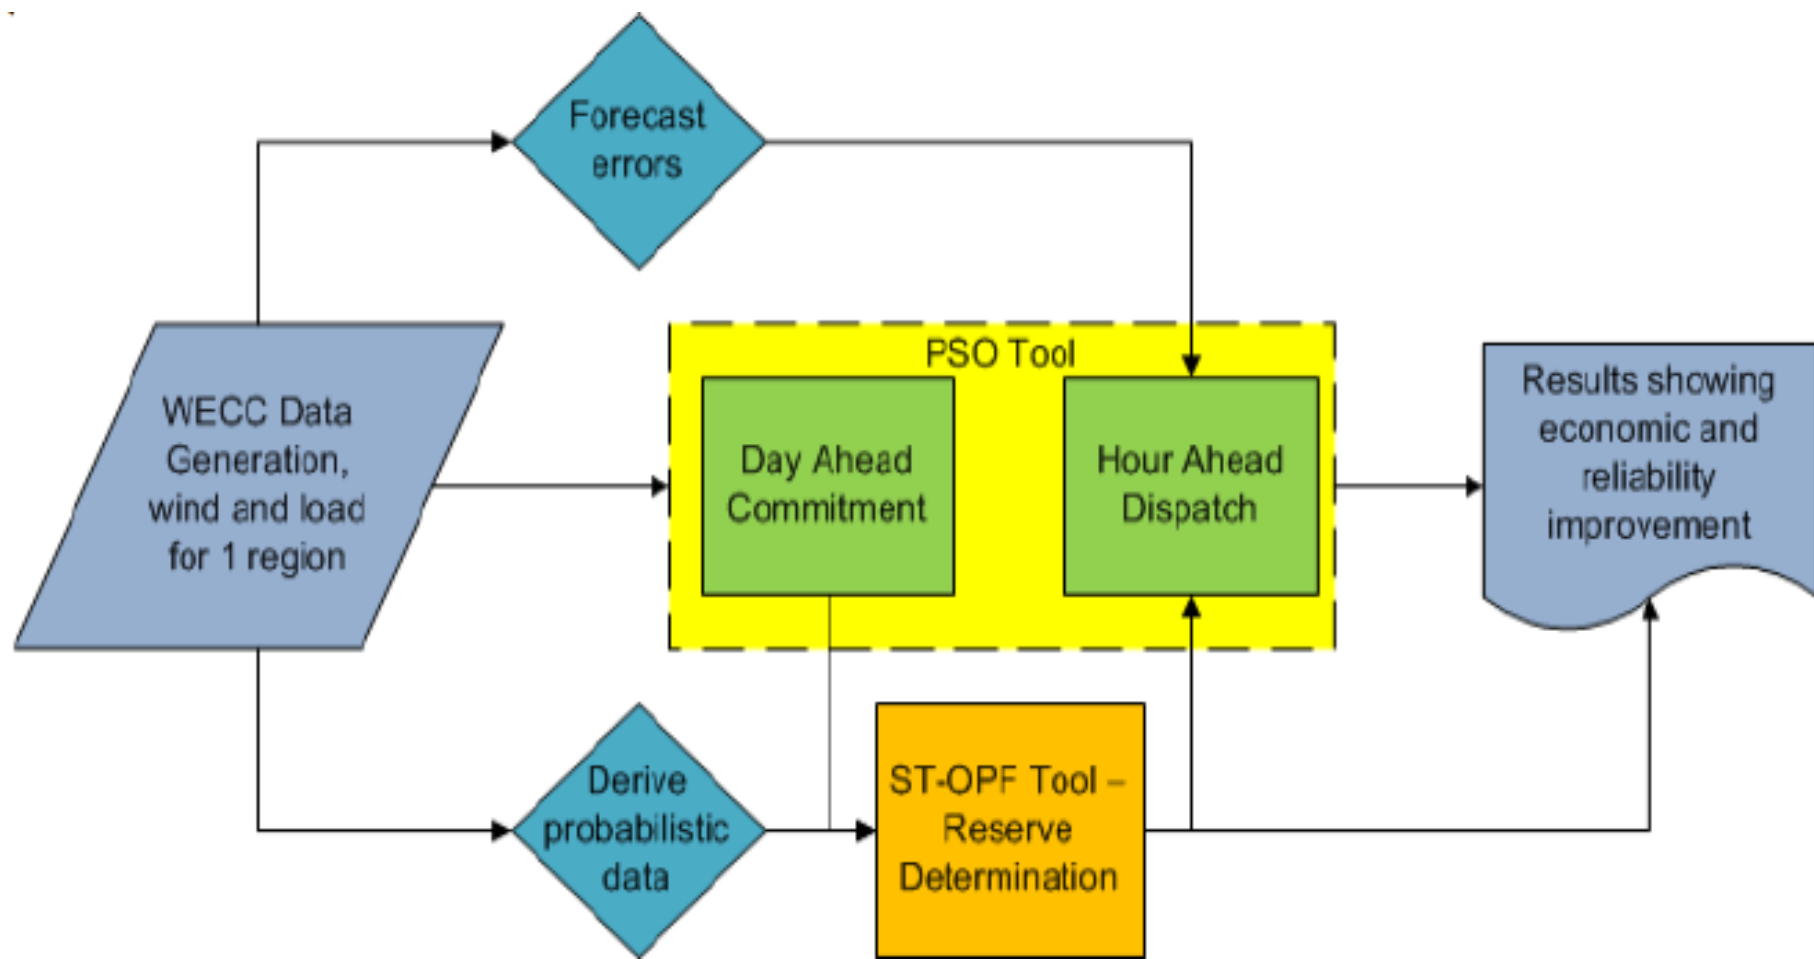 Forecast
errors
WECC Data
Generation,
wind and load
for 1 region
PSO Tool
Day Ahead
Commitment
Hour Ahead
Dispatch
Results showing
economic and
reliability
improvement
Derive
probabilistic
data
ST-OPF Tool –
Reserve
Determination